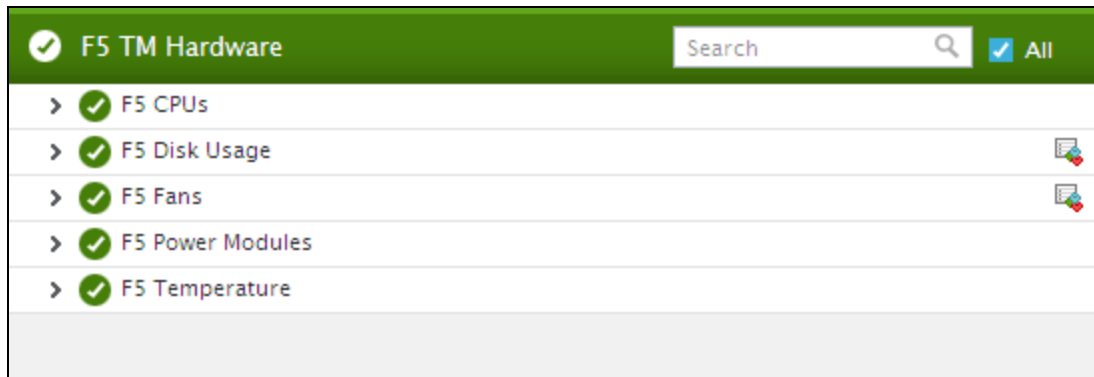 F5 TM Hardware
Search
All
F5 CPUs
F5 Disk Usage
F5 Fans
F5 Power Modules
F5 Temperature